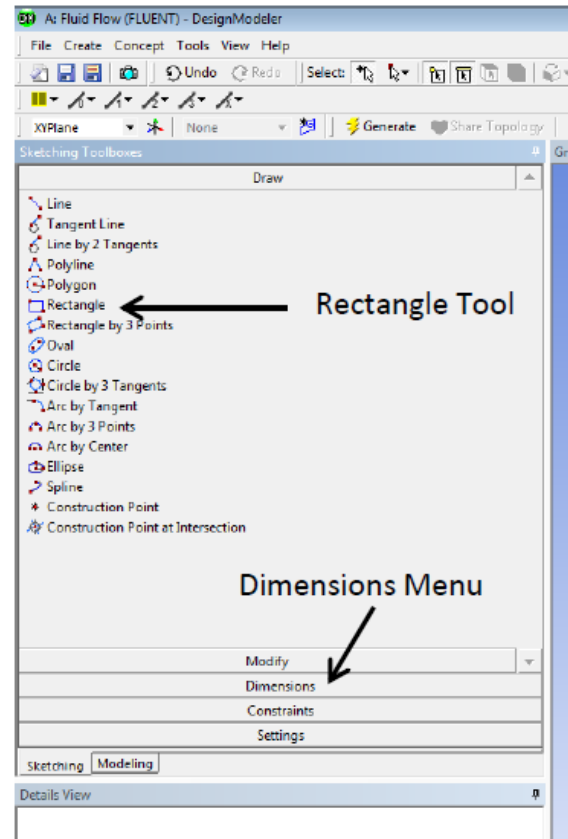 A: Fluid Flow (FLUENT) - DesignModeler
File Create Concept Tools View Help
Undo Redo Select:
XYPlane None Generate Share Topology
Sketching Toolboxes Gr
Draw
Line
Tangent Line
Line by 2 Tangents
Polyline
Polygon
Rectangle Rectangle Tool
Rectangle by 3 Points
Oval
Circle
Circle by 3 Tangents
Arc by Tangent
Arc by 3 Points
Arc by Center
Ellipse
Spline
Construction Point
Construction Point at Intersection
Dimensions Menu
Modify
Dimensions
Constraints
Settings
Sketching Modeling
Details View